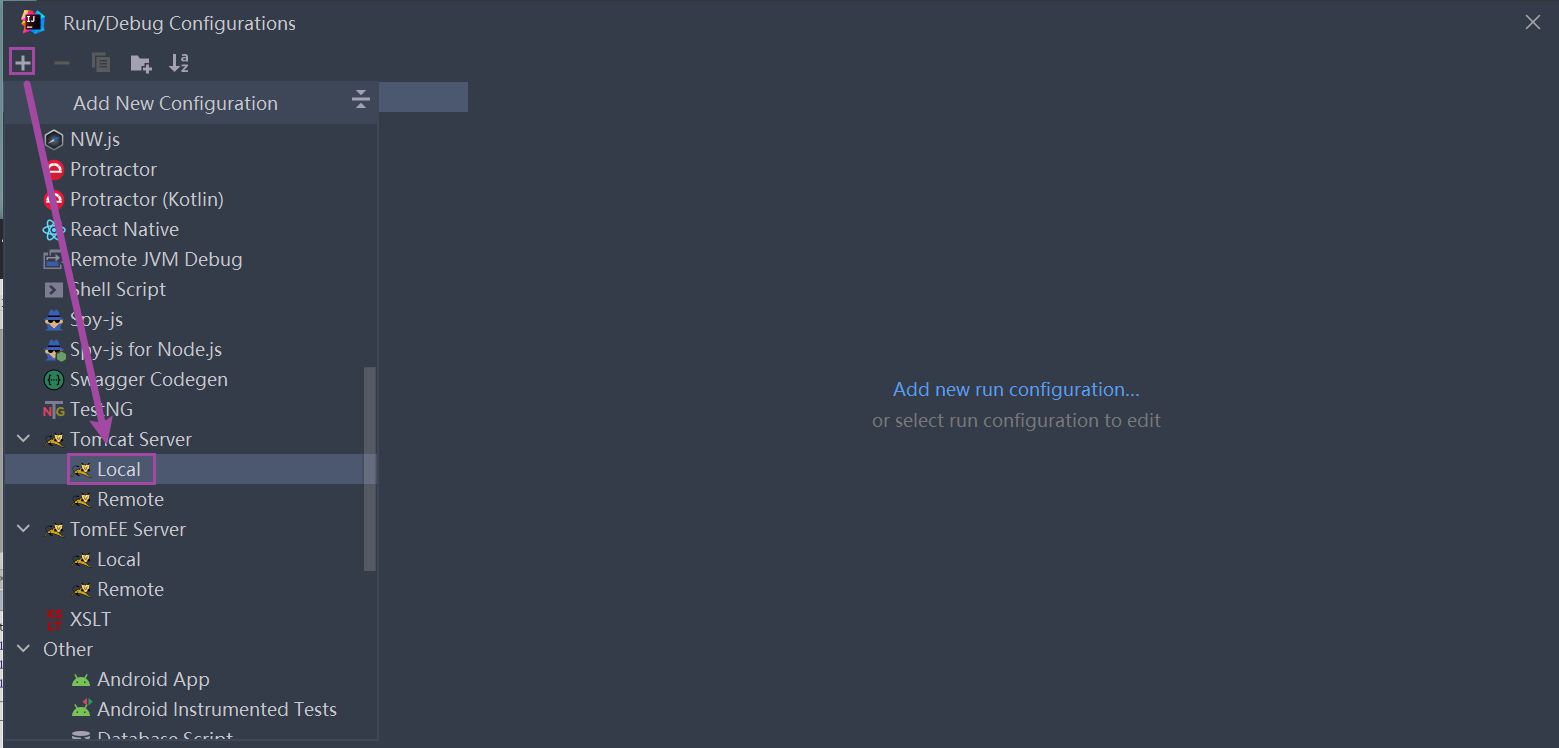 Run/Debug Configurations
Add New Configuration
NW.js
Protractor
Protractor (Kotlin)
React Native
Remote JVM Debug
Shell Script
Spy-js
Spy-js for Node.js
Swagger Codegen
TestNG
Tomcat Server
Local
Remote
TomEE Server
Local
Remote
XSLT
Other
Android App
Android Instrumented Tests
Database Script
Add new run configuration...
or select run configuration to edit